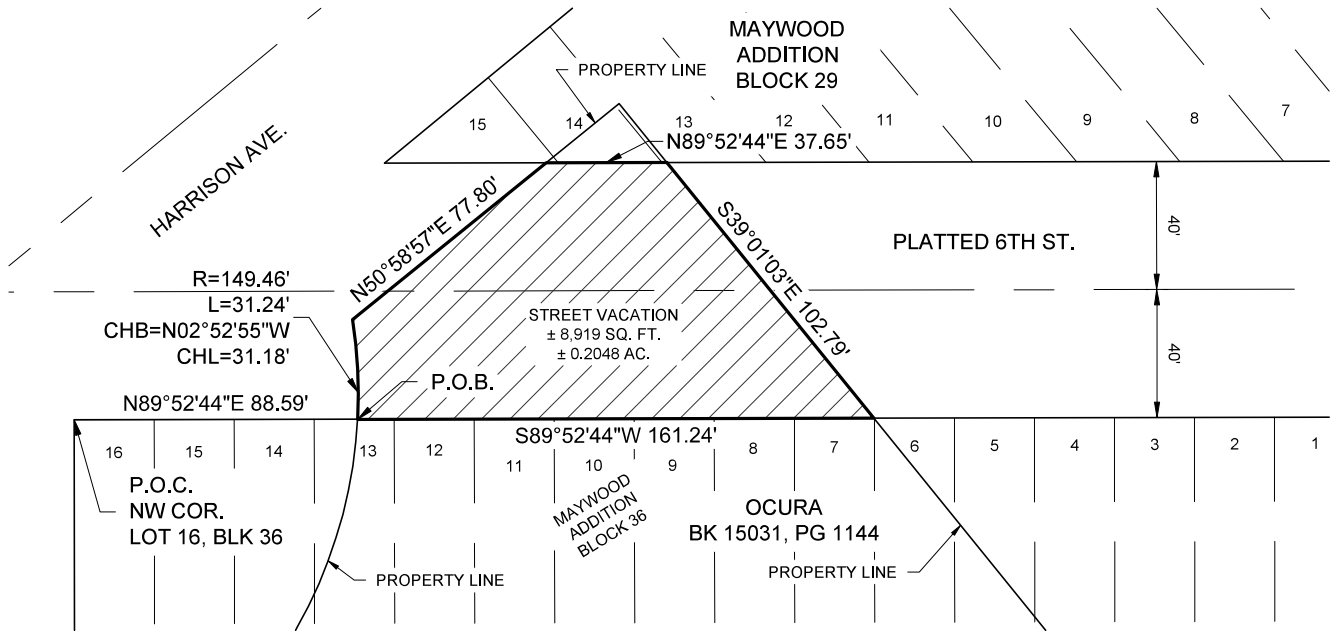 MAYWOOD
ADDITION
BLOCK 29
PROPERTY LINE
15
14
13
12
11
10
9
8
7
N89°52'44"E 37.65'
HARRISON AVE.
N50°58'57"E 77.80'
S39°01'03"E 102.79'
PLATTED 6TH ST.
40'
40'
R=149.46'
L=31.24'
CHB=N02°52'55"W
CHL=31.18'
STREET VACATION
± 8,919 SQ. FT.
± 0.2048 AC.
P.O.B.
N89°52'44"E 88.59'
S89°52'44"W 161.24'
16
15
14
13
12
11
10
9
8
7
6
5
4
3
2
1
P.O.C.
NW COR.
LOT 16, BLK 36
MAYWOOD
ADDITION
BLOCK 36
OCURA
BK 15031, PG 1144
PROPERTY LINE
PROPERTY LINE